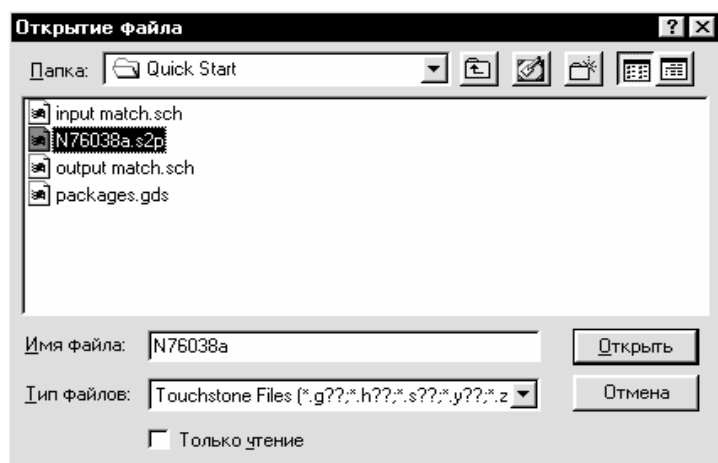 Открытие файла
Папка: Quick Start
input match.sch
N76038a.s2p
output match.sch
packages.gds
Имя файла: N76038a Открыть
Тип файлов: Touchstone Files (*.g??;*.h??;*.s??;*.y??;*.z Отмена
Только чтение